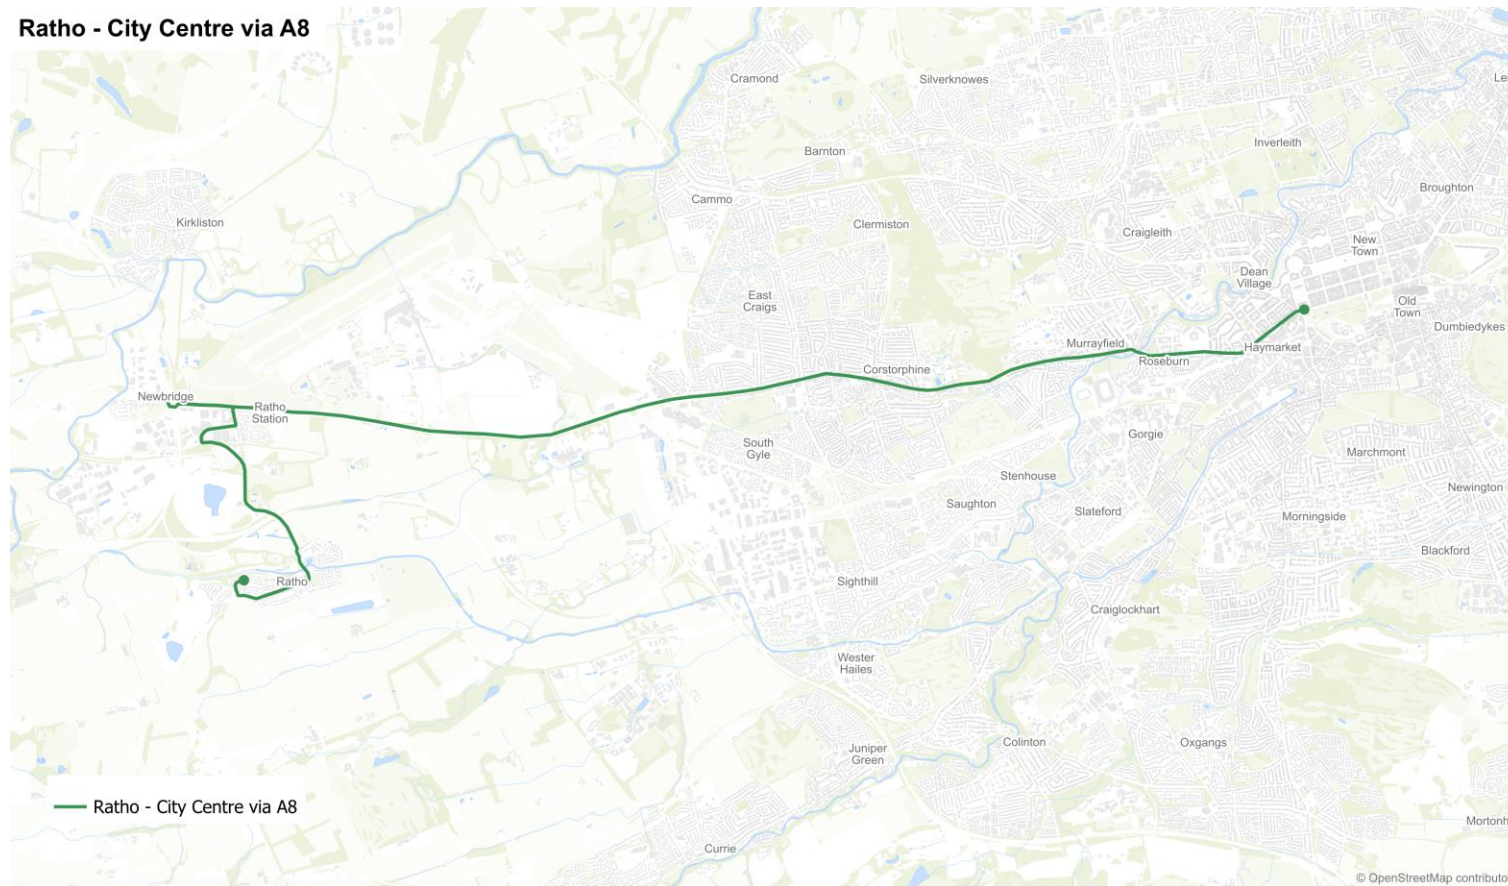 Ratho - City Centre via A8
Cramond
Silverknowes
Barnton
Inverleith
Cammo
Broughton
Kirkliston
Clermiston
Craigleith
New
Town
Dean
Village
East
Craigs
Old
Town
Dumbiedykes
Murrayfield
Haymarket
Roseburn
Corstorphine
Newbridge
Ratho
Station
Gorgie
South
Gyle
Marchmont
Stenhouse
Newington
Saughton
Slateford
Morningside
Blackford
Ratho
Sighthill
Craiglockhart
Wester
Hailes
Colinton
Oxgangs
Juniper
Green
Ratho - City Centre via A8
Currie
© OpenStreetMap